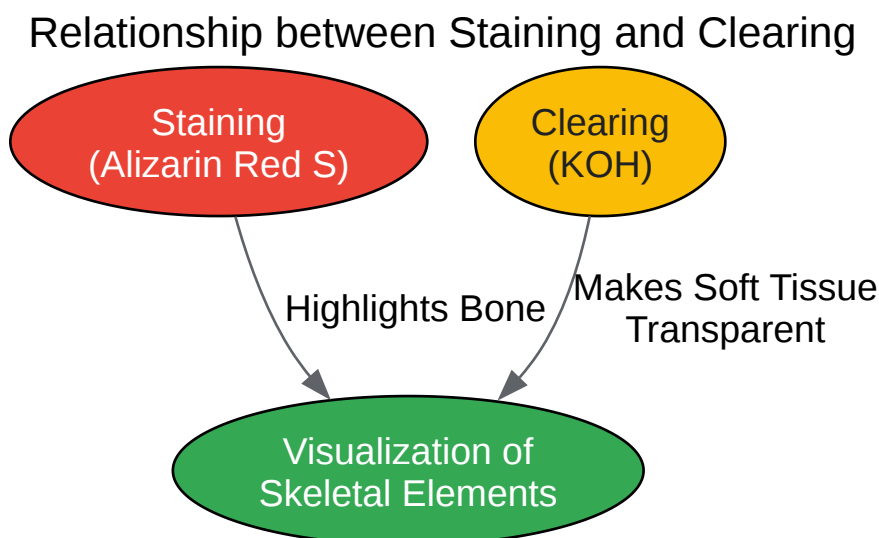 Relationship between Staining and Clearing
Staining
(Alizarin Red S)
Clearing
(KOH)
Highlights Bone
Makes Soft Tissue
Transparent
Visualization of
Skeletal Elements